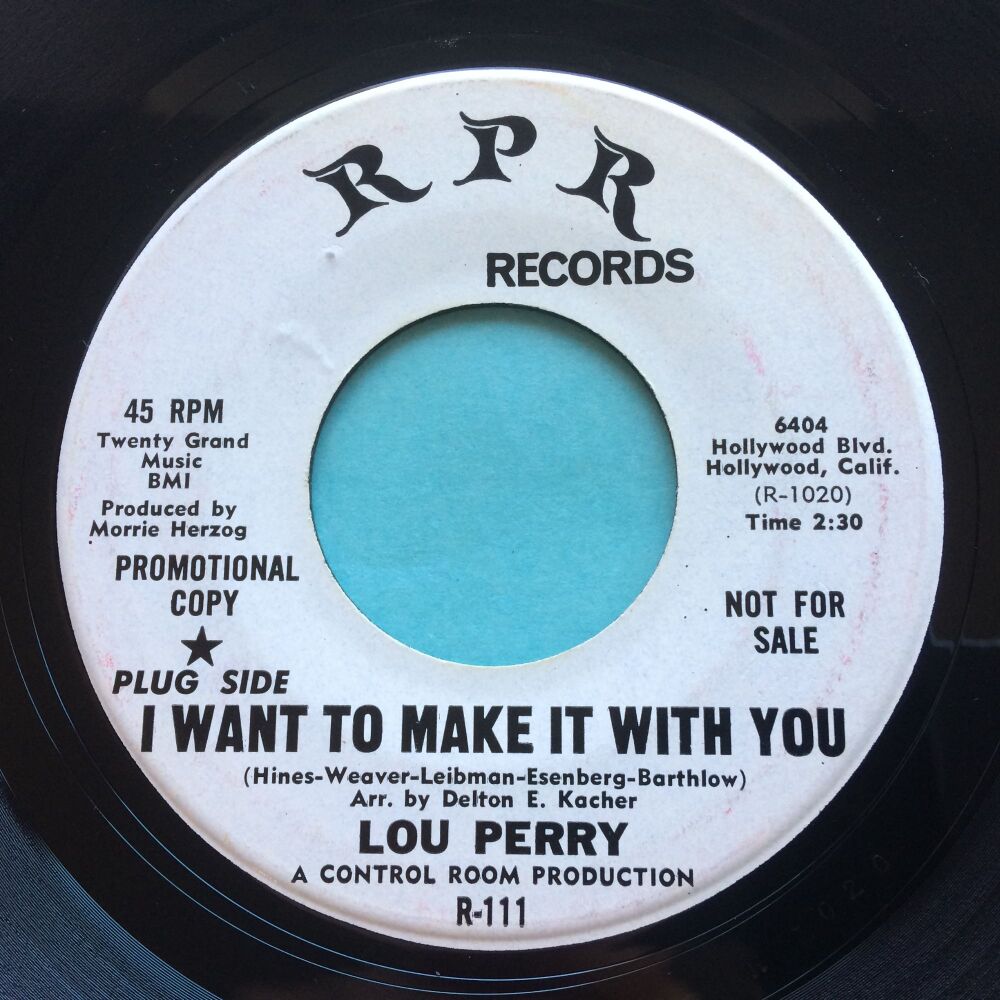 RPR
RECORDS
45 RPM
Twenty Grand
Music
BMI
Produced by
Morrie Herzog
PROMOTIONAL
COPY
★
PLUG SIDE
6404
Hollywood Blvd.
Hollywood, Calif.
(R-1020)
Time 2:30
NOT FOR
SALE
I WANT TO MAKE IT WITH YOU
(Hines-Weaver-Leibman-Esenberg-Barthlow)
Arr. by Delton E. Kacher
LOU PERRY
A CONTROL ROOM PRODUCTION
R-111